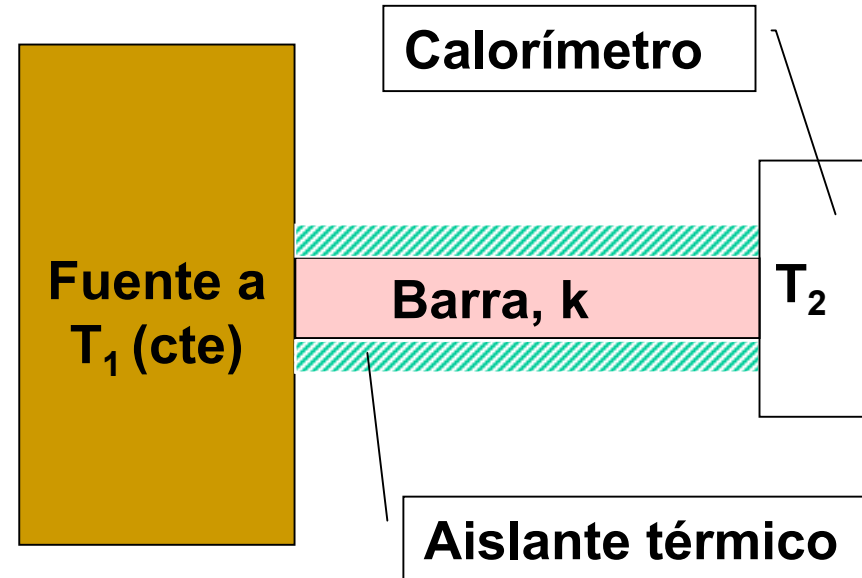 Calorímetro
Fuente a
T₁ (cte)
Barra, k
T₂
Aislante térmico